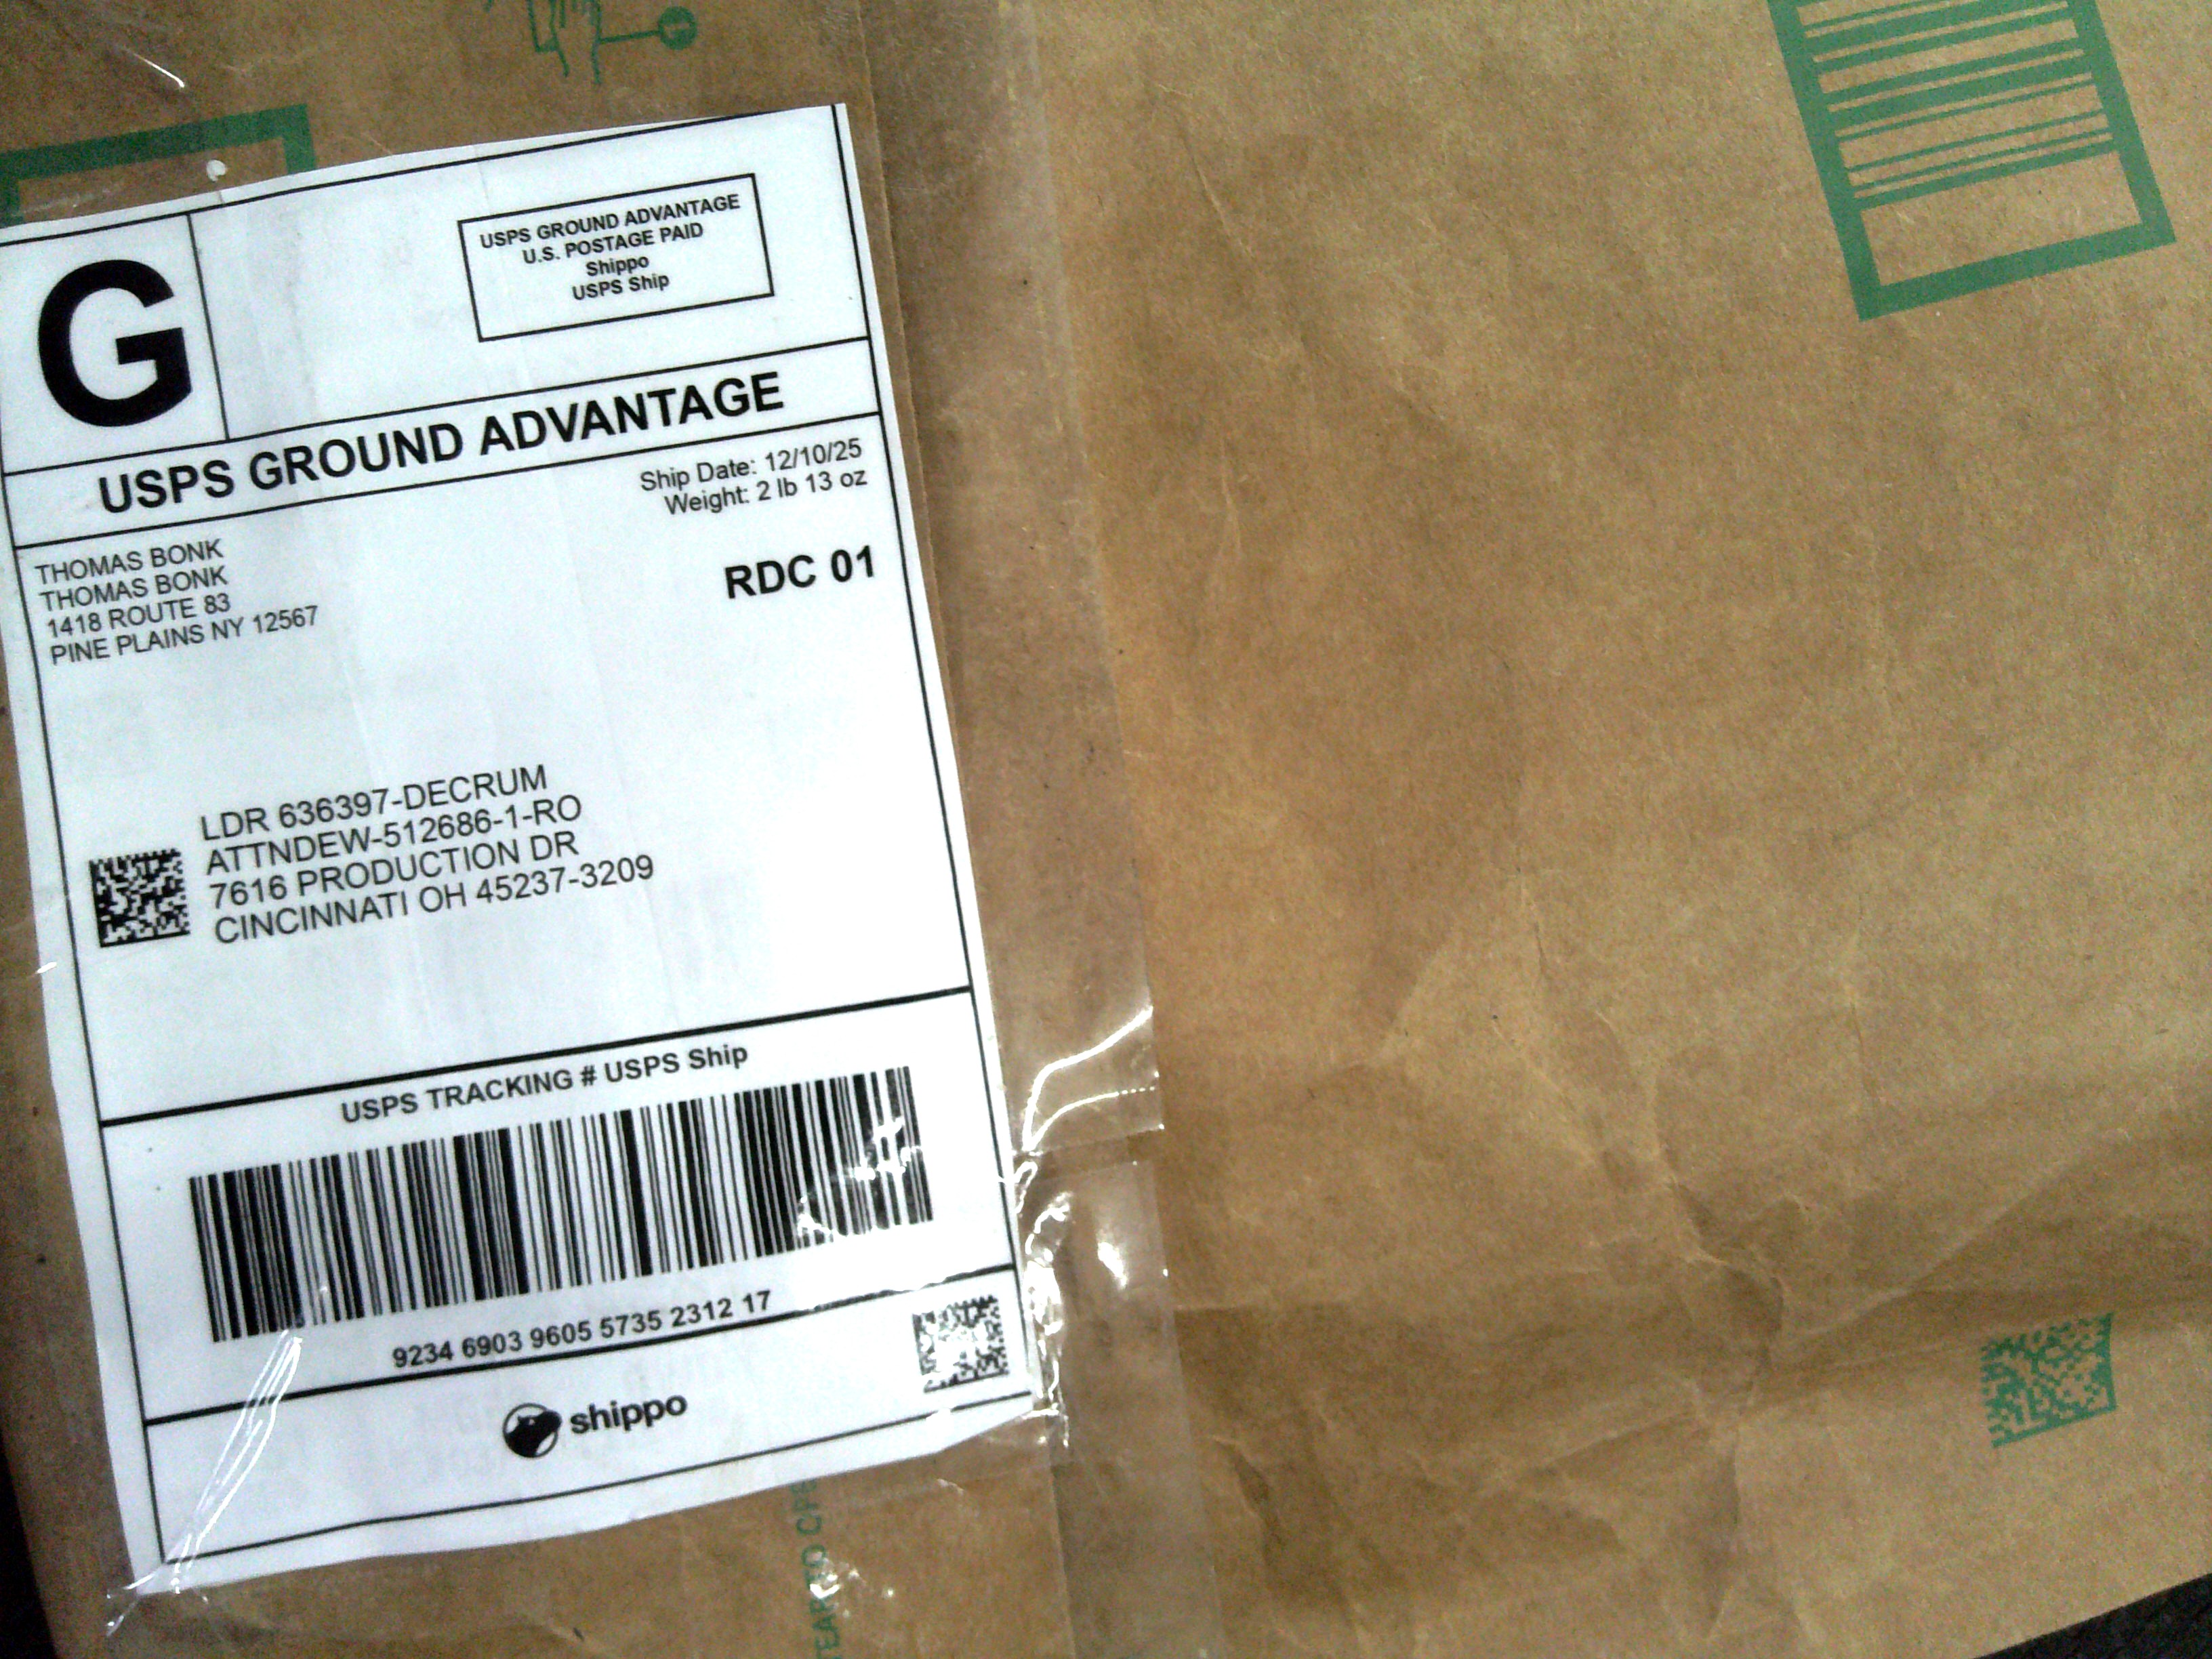 G
USPS GROUND ADVANTAGE
U.S. POSTAGE PAID
Shippo
USPS Ship
USPS GROUND ADVANTAGE
Ship Date: 12/10/25
Weight: 2 lb 13 oz
THOMAS BONK
THOMAS BONK
1418 ROUTE 83
PINE PLAINS NY 12567
RDC 01
LDR 636397-DECRUM
ATTNDEW-512686-1-RO
7616 PRODUCTION DR
CINCINNATI OH 45237-3209
USPS TRACKING # USPS Ship
9234 6903 9605 5735 2312 17
shippo
TEAR TO